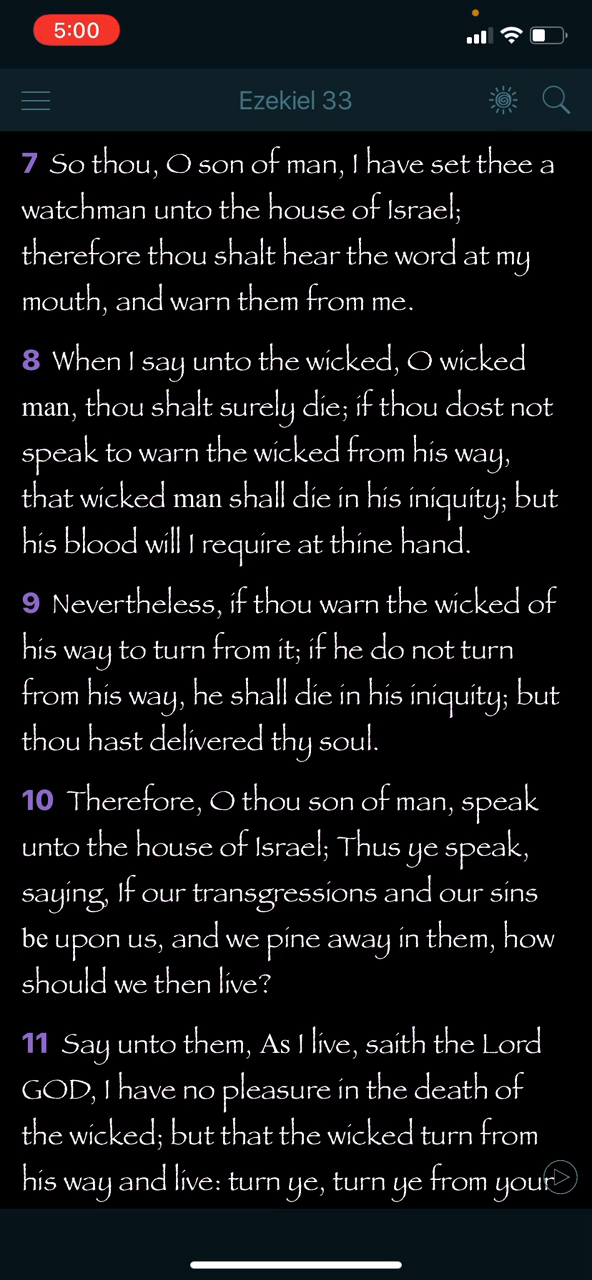 5:00
Ezekiel 33
7 So thou, O son of man, I have set thee a
watchman unto the house of Israel;
therefore thou shalt hear the word at my
mouth, and warn them from me.
8 When I say unto the wicked, O wicked
man, thou shalt surely die; if thou dost not
speak to warn the wicked from his way,
that wicked man shall die in his iniquity; but
his blood will I require at thine hand.
9 Nevertheless, if thou warn the wicked of
his way to turn from it; if he do not turn
from his way, he shall die in his iniquity; but
thou hast delivered thy soul.
10 Therefore, O thou son of man, speak
unto the house of Israel; Thus ye speak,
saying, If our transgressions and our sins
be upon us, and we pine away in them, how
should we then live?
11 Say unto them, As I live, saith the Lord
GOD, I have no pleasure in the death of
the wicked; but that the wicked turn from
his way and live: turn ye, turn ye from your